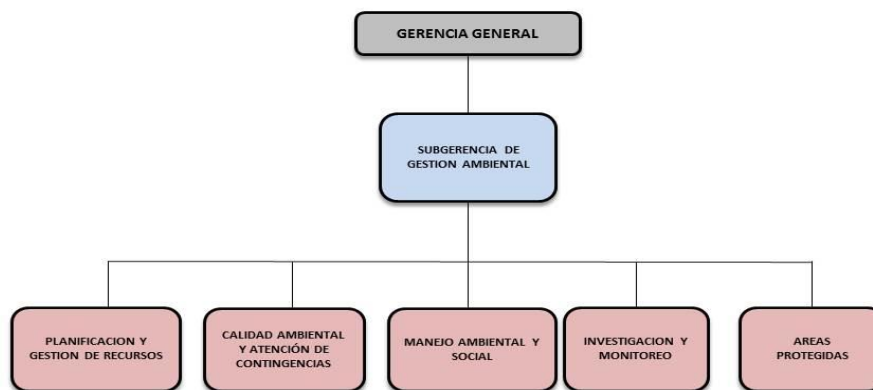 GERENCIA GENERAL
SUBGERENCIA DE
GESTION AMBIENTAL
PLANIFICACION Y
GESTION DE RECURSOS
CALIDAD AMBIENTAL
Y ATENCIÓN DE
CONTINGENCIAS
MANEJO AMBIENTAL Y
SOCIAL
INVESTIGACION Y
MONITOREO
AREAS
PROTEGIDAS